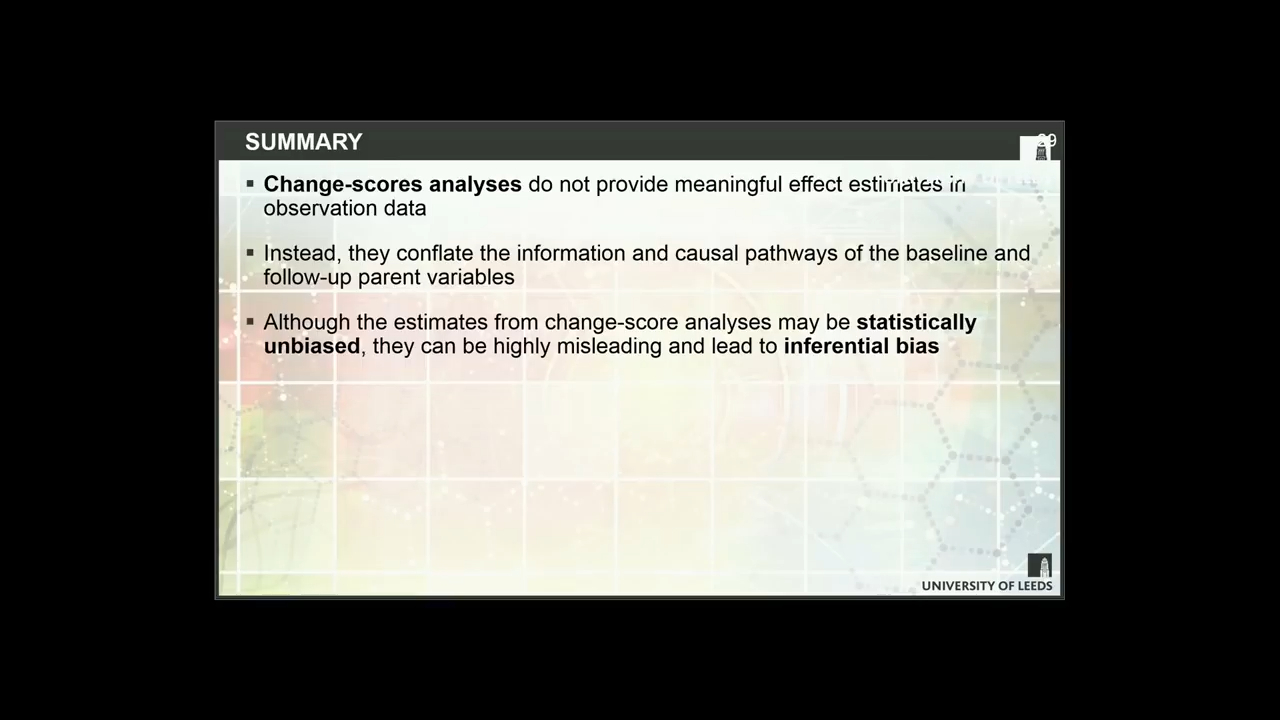 SUMMARY
▪ Change-scores analyses do not provide meaningful effect estimates in
observation data
▪ Instead, they conflate the information and causal pathways of the baseline and
follow-up parent variables
▪ Although the estimates from change-score analyses may be statistically
unbiased, they can be highly misleading and lead to inferential bias
UNIVERSITY OF LEEDS